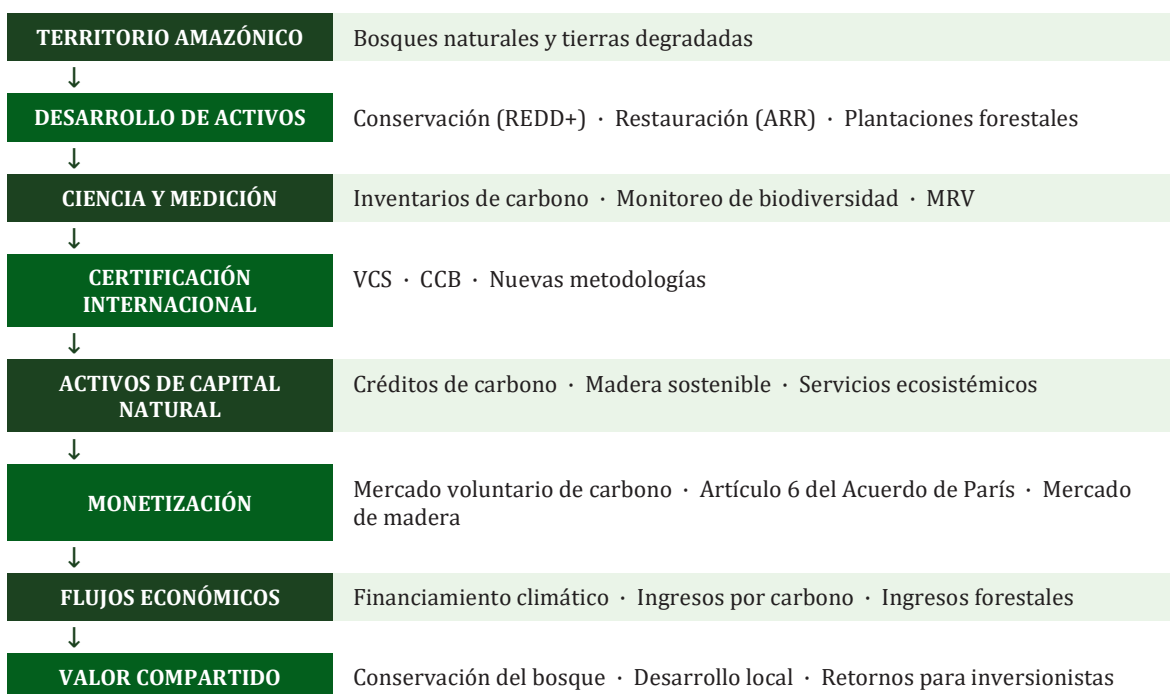 TERRITORIO AMAZÓNICO
Bosques naturales y tierras degradadas
↓
DESARROLLO DE ACTIVOS
Conservación (REDD+) · Restauración (ARR) · Plantaciones forestales
↓
CIENCIA Y MEDICIÓN
Inventarios de carbono · Monitoreo de biodiversidad · MRV
↓
CERTIFICACIÓN
INTERNACIONAL
VCS · CCB · Nuevas metodologías
↓
ACTIVOS DE CAPITAL
NATURAL
Créditos de carbono · Madera sostenible · Servicios ecosistémicos
↓
MONETIZACIÓN
Mercado voluntario de carbono · Artículo 6 del Acuerdo de París · Mercado
de madera
↓
FLUJOS ECONÓMICOS
Financiamiento climático · Ingresos por carbono · Ingresos forestales
↓
VALOR COMPARTIDO
Conservación del bosque · Desarrollo local · Retornos para inversionistas